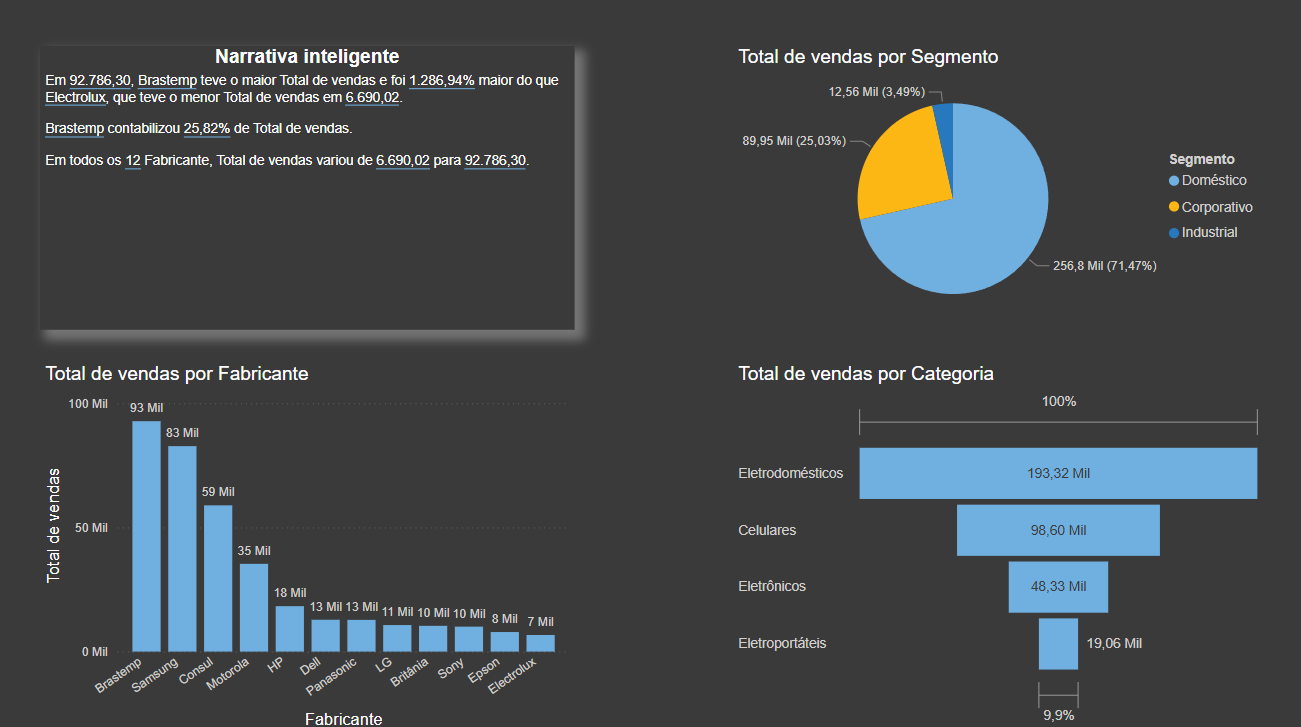 Narrativa inteligente
Em 92.786,30, Brastemp teve o maior Total de vendas e foi 1.286,94% maior do que
Electrolux, que teve o menor Total de vendas em 6.690,02.
Brastemp contabilizou 25,82% de Total de vendas.
Em todos os 12 Fabricante, Total de vendas variou de 6.690,02 para 92.786,30.
Total de vendas por Segmento
12,56 Mil (3,49%)
89,95 Mil (25,03%)
256,8 Mil (71,47%)
Segmento
Doméstico
Corporativo
Industrial
Total de vendas por Fabricante
Total de vendas
100 Mil
50 Mil
0 Mil
93 Mil
83 Mil
59 Mil
35 Mil
18 Mil
13 Mil
13 Mil
11 Mil
10 Mil
10 Mil
8 Mil
7 Mil
Brastemp
Samsung
Consul
Motorola
HP
Dell
Panasonic
LG
Britânia
Sony
Epson
Electrolux
Fabricante
Total de vendas por Categoria
100%
Eletrodomésticos
193,32 Mil
Celulares
98,60 Mil
Eletrônicos
48,33 Mil
Eletroportáteis
19,06 Mil
9,9%